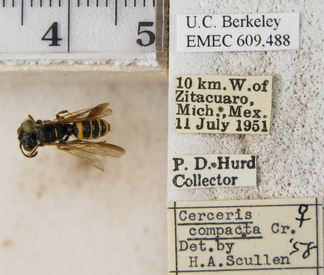 4 5
U.C. Berkeley
EMEC 609,488
10 km. W. of
Zitacuaro,
Mich., Mex.
11 July 1951
P. D. Hurd
Collector
Cerceris ♀
compacta Cr.
Det. by '58
H.A. Scullen